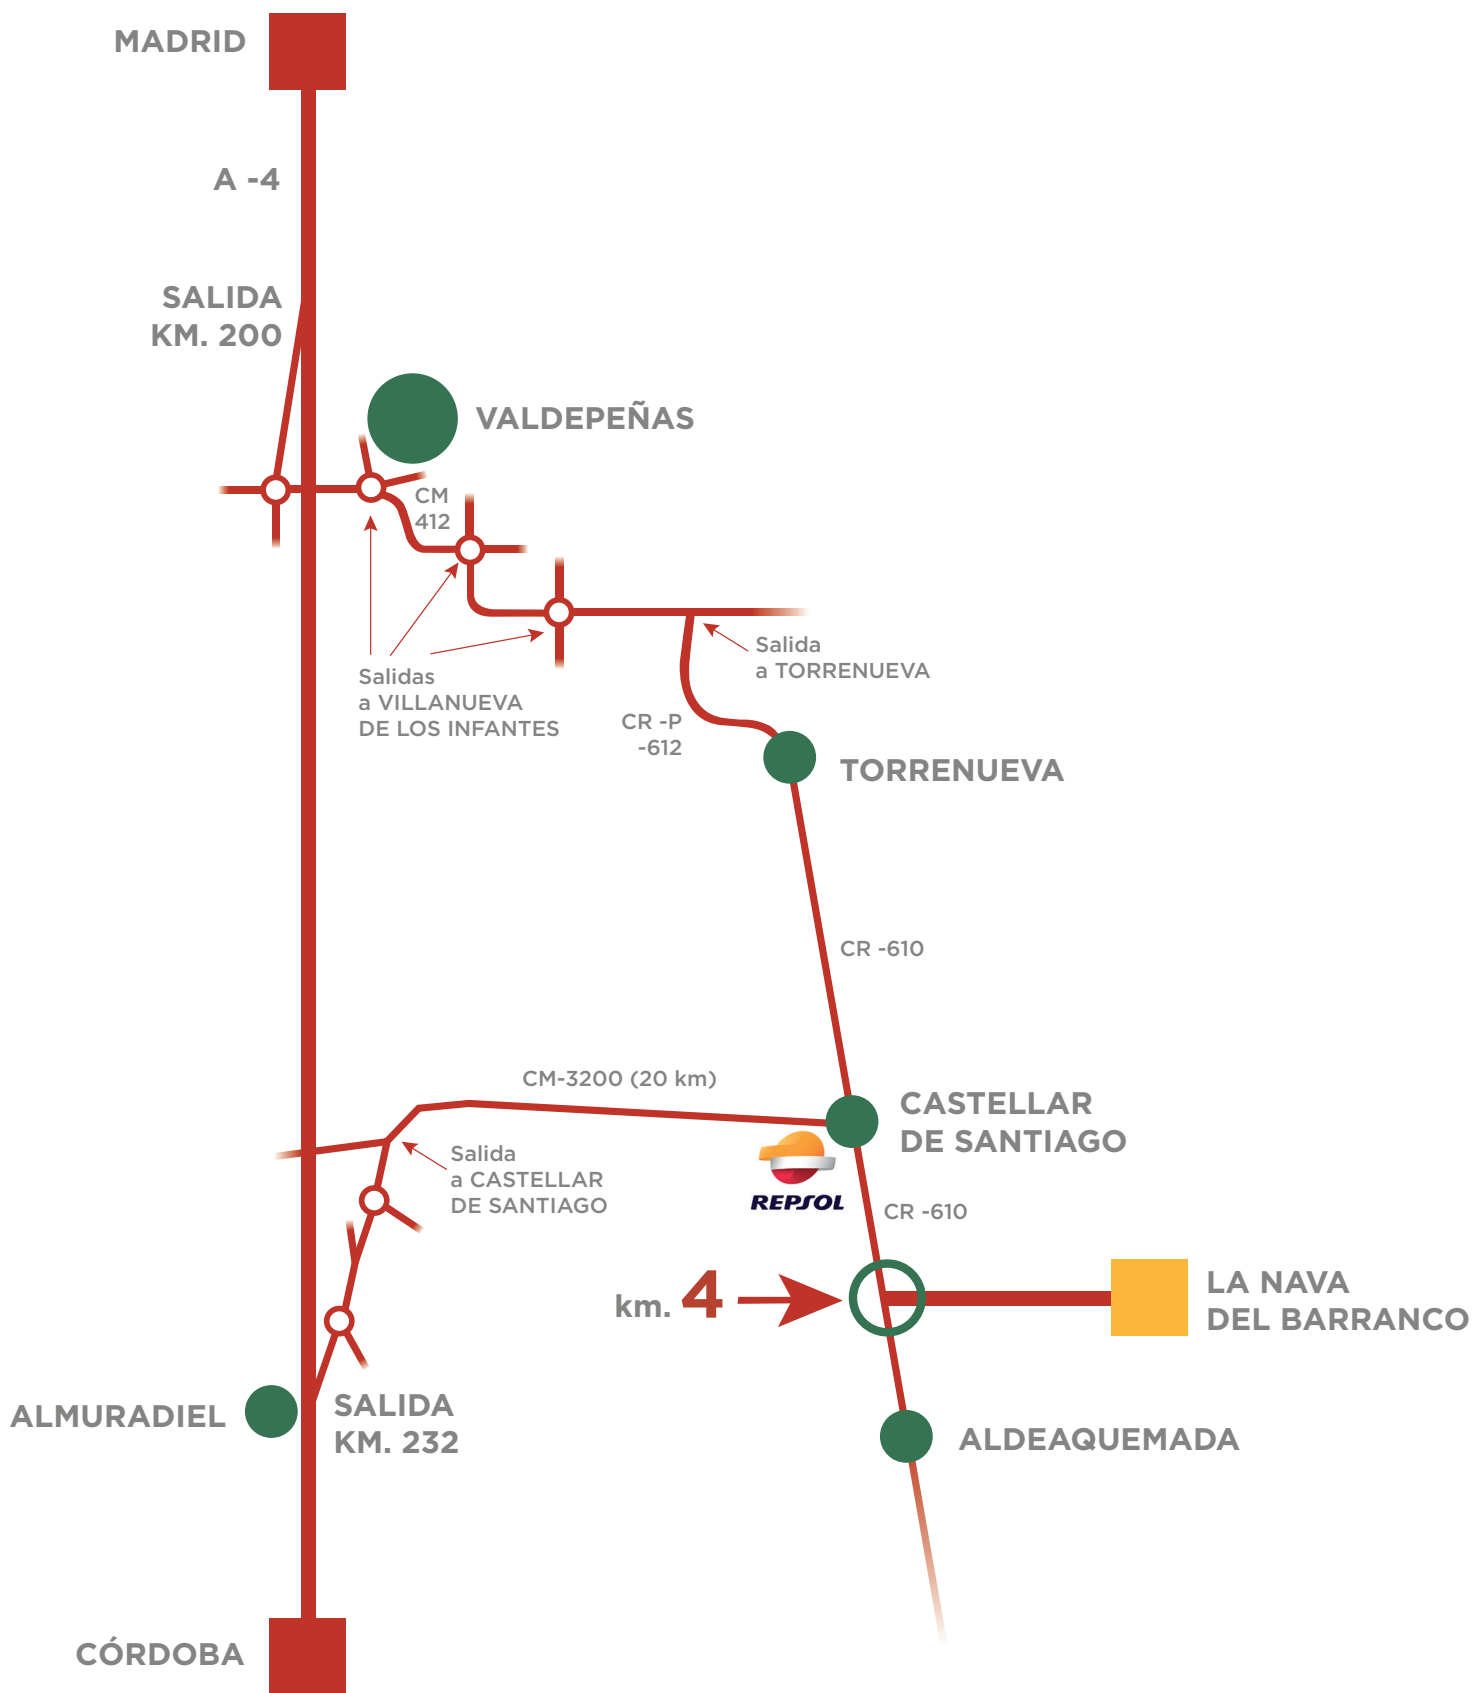 MADRID
A -4
SALIDA
KM. 200
VALDEPEÑAS
CM
412
Salida
a TORRENUEVA
Salidas
a VILLANUEVA
DE LOS INFANTES
CR -P
-612
TORRENUEVA
CR -610
CM-3200 (20 km)
CASTELLAR
DE SANTIAGO
Salida
a CASTELLAR
DE SANTIAGO
REPSOL
CR -610
km. 4
LA NAVA
DEL BARRANCO
ALMURADIEL
SALIDA
KM. 232
ALDEAQUEMADA
CÓRDOBA